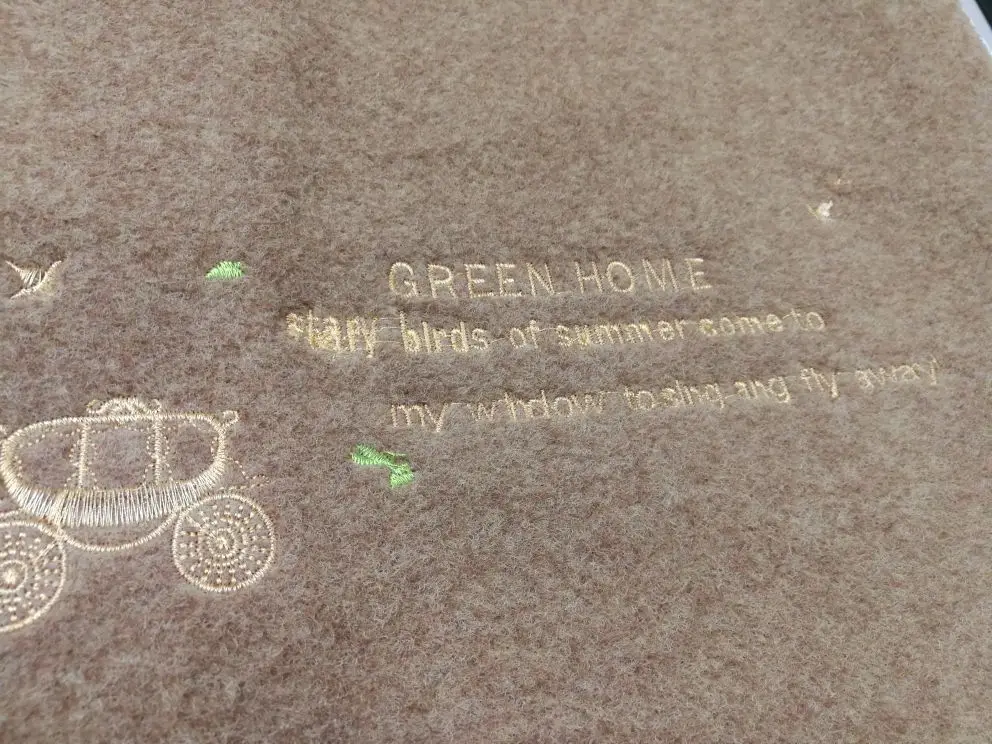 GREEN HOME
stary birds of summer come to
my window to sing ang fly away